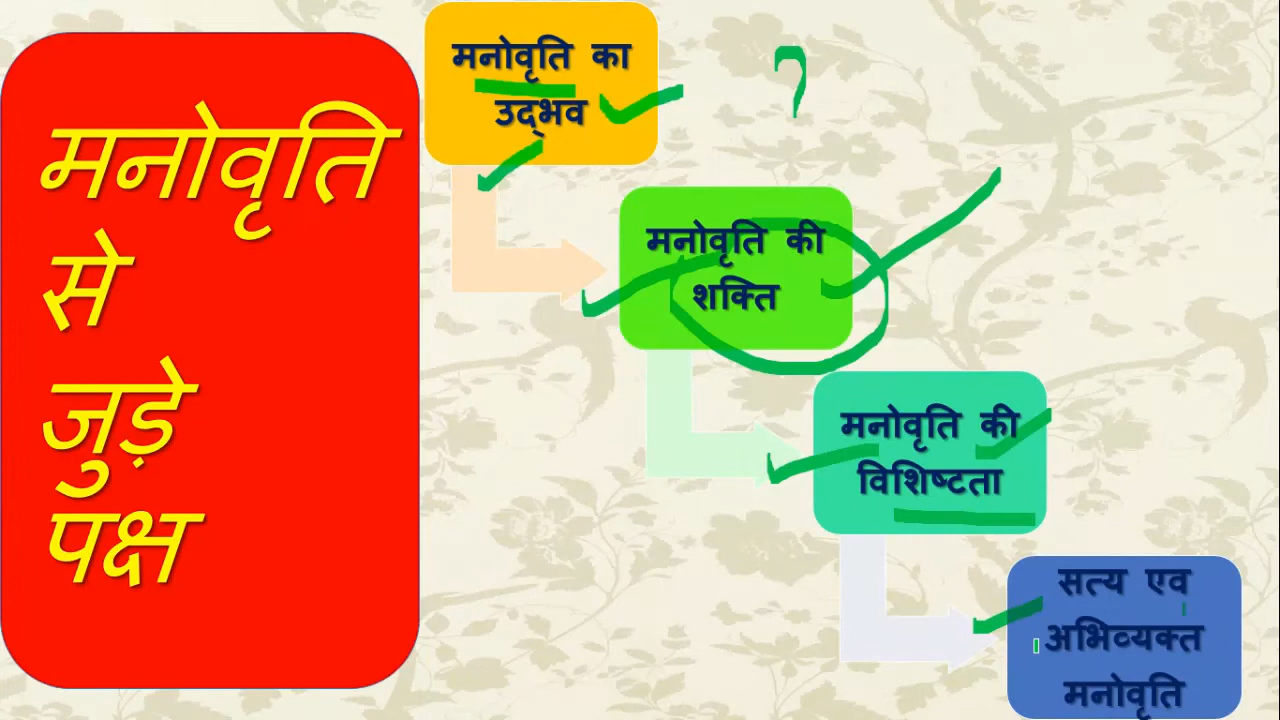 मनोवृति
से
जुड़े
पक्ष
मनोवृति का
उद्भव
?
मनोवृति की
शक्ति
मनोवृति की
विशिष्टता
सत्य एव
अभिव्यक्त
मनोवृति